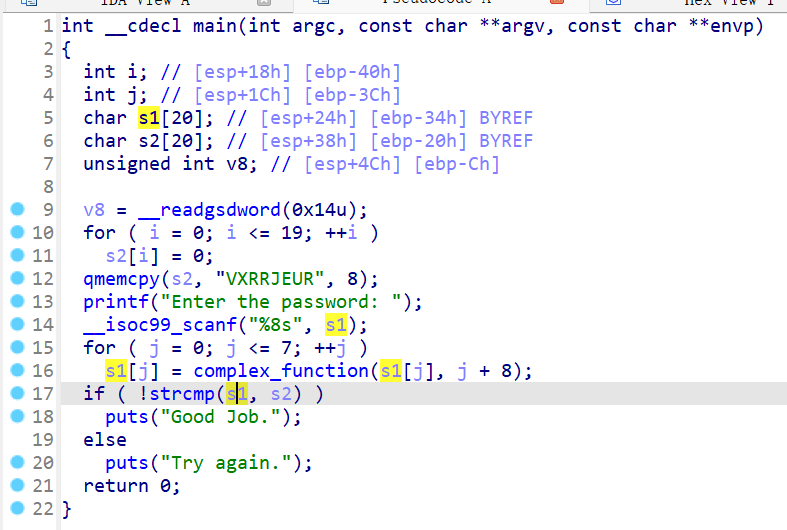 IDA View A Pseudocode A Hex View 1
1 int __cdecl main(int argc, const char **argv, const char **envp)
2 {
3   int i; // [esp+18h] [ebp-40h]
4   int j; // [esp+1Ch] [ebp-3Ch]
5   char s1[20]; // [esp+24h] [ebp-34h] BYREF
6   char s2[20]; // [esp+38h] [ebp-20h] BYREF
7   unsigned int v8; // [esp+4Ch] [ebp-Ch]
8
9   v8 = __readgsdword(0x14u);
10   for ( i = 0; i <= 19; ++i )
11     s2[i] = 0;
12   qmemcpy(s2, "VXRRJEUR", 8);
13   printf("Enter the password: ");
14   __isoc99_scanf("%8s", s1);
15   for ( j = 0; j <= 7; ++j )
16     s1[j] = complex_function(s1[j], j + 8);
17   if ( !strcmp(s1, s2) )
18     puts("Good Job.");
19   else
20     puts("Try again.");
21   return 0;
22 }